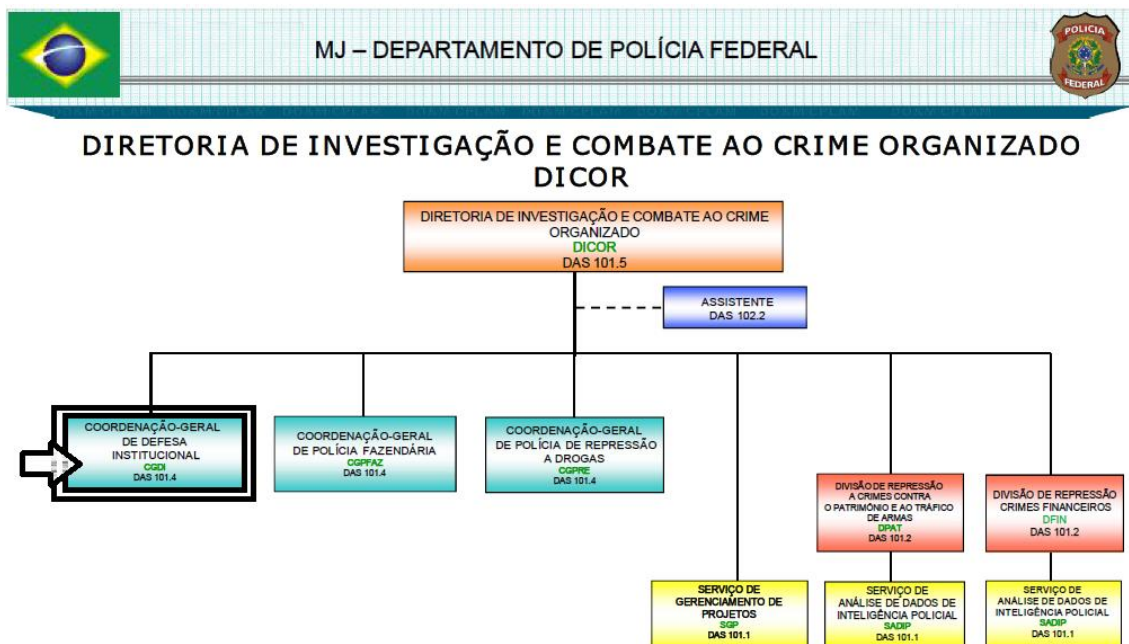 MJ – DEPARTAMENTO DE POLÍCIA FEDERAL
POLICIA
FEDERAL
DIRETORIA DE INVESTIGAÇÃO E COMBATE AO CRIME ORGANIZADO
DICOR
DIRETORIA DE INVESTIGAÇÃO E COMBATE AO CRIME
ORGANIZADO
DICOR
DAS 101.5
ASSISTENTE
DAS 102.2
COORDENAÇÃO-GERAL
DE DEFESA
INSTITUCIONAL
CGDI
DAS 101.4
COORDENAÇÃO-GERAL
DE POLÍCIA FAZENDÁRIA
CGPFAZ
DAS 101.4
COORDENAÇÃO-GERAL
DE POLÍCIA DE REPRESSÃO
A DROGAS
CGPRE
DAS 101.4
DIVISÃO DE REPRESSÃO
A CRIMES CONTRA
O PATRIMÔNIO E AO TRÁFICO
DE ARMAS
DPAT
DAS 101.2
DIVISÃO DE REPRESSÃO
CRIMES FINANCEIROS
DFIN
DAS 101.2
SERVIÇO DE
GERENCIAMENTO DE
PROJETOS
SGP
DAS 101.1
SERVIÇO DE
ANÁLISE DE DADOS DE
INTELIGÊNCIA POLICIAL
SADIP
DAS 101.1
SERVIÇO DE
ANÁLISE DE DADOS DE
INTELIGÊNCIA POLICIAL
SADIP
DAS 101.1